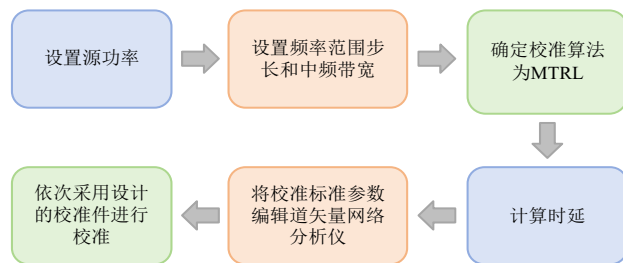 设置源功率
设置频率范围步
长和中频带宽
确定校准算法
为MTRL
计算时延
将校准标准参数
编辑道矢量网络
分析仪
依次采用设计
的校准件进行
校准